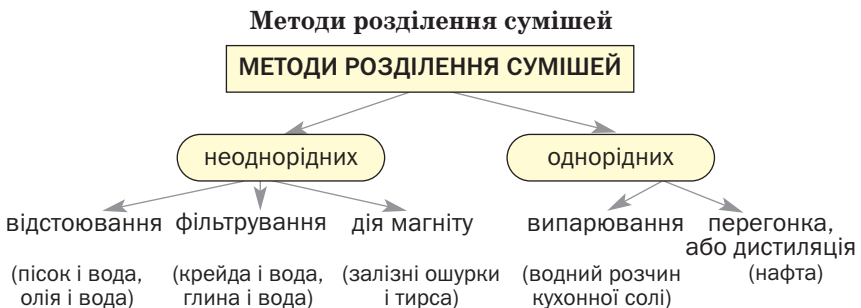 Методи розділення сумішей
МЕТОДИ РОЗДІЛЕННЯ СУМІШЕЙ
неоднорідних
однорідних
відстоювання
(пісок і вода,
олія і вода)
фільтрування
(крейда і вода,
глина і вода)
дія магніту
(залізні ошурки
і тирса)
випарювання
(водний розчин
кухонної солі)
перегонка,
або дистиляція
(нафта)